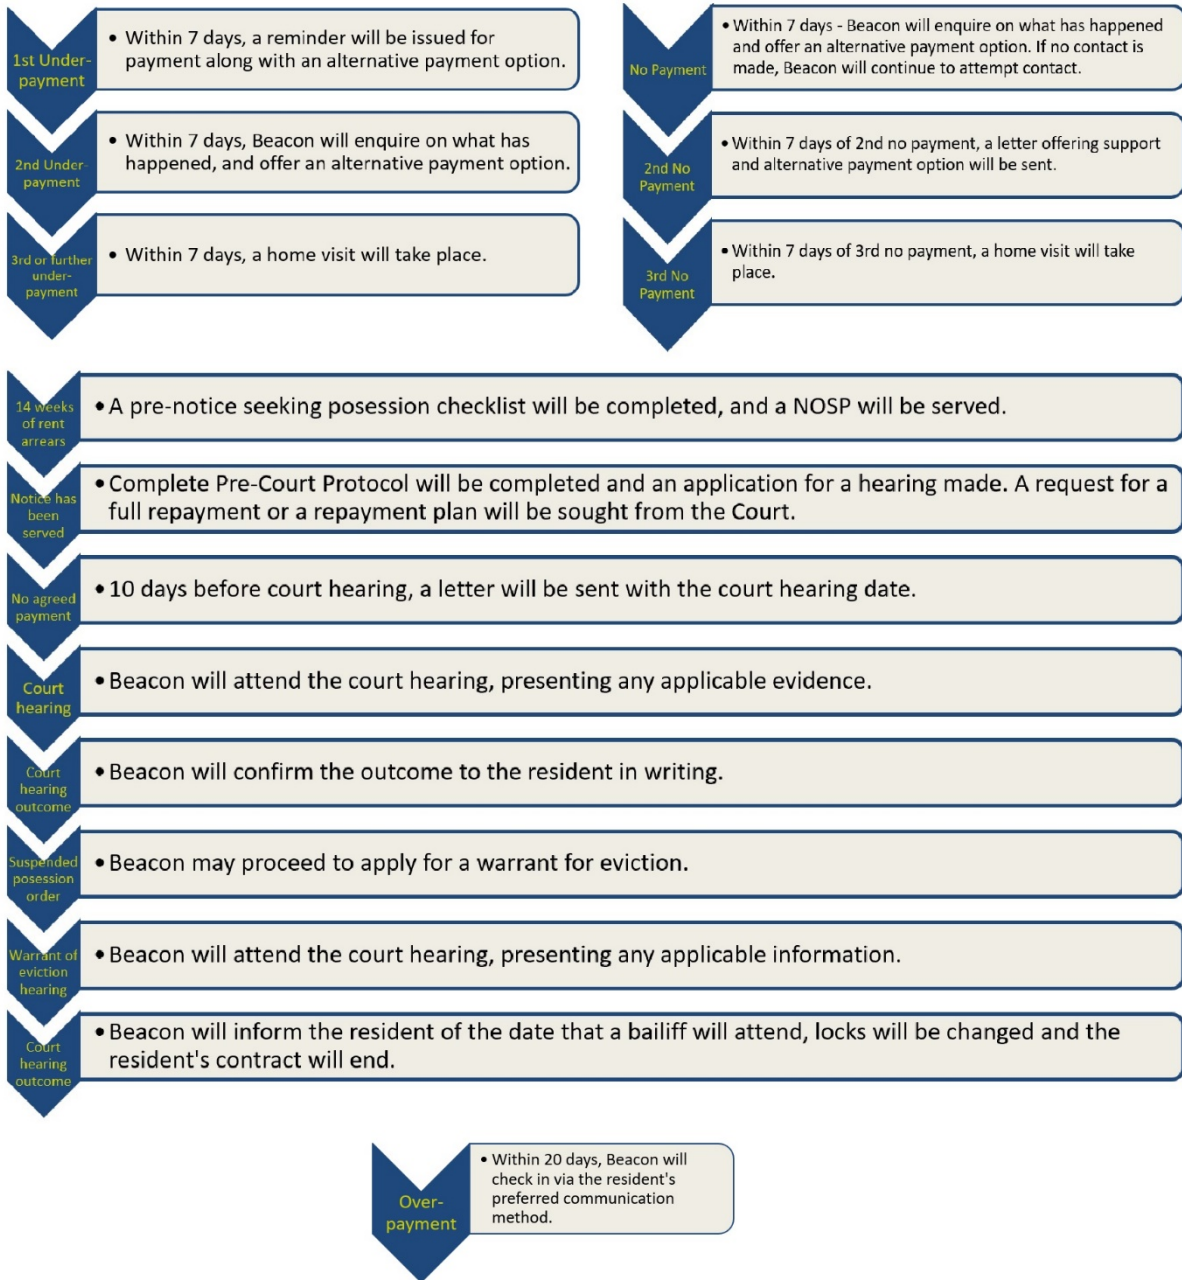 1st Under-
payment
• Within 7 days, a reminder will be issued for
payment along with an alternative payment option.
2nd Under-
payment
• Within 7 days, Beacon will enquire on what has
happened, and offer an alternative payment option.
3rd or further
under-
payment
• Within 7 days, a home visit will take place.
No Payment
• Within 7 days - Beacon will enquire on what has happened
and offer an alternative payment option. If no contact is
made, Beacon will continue to attempt contact.
2nd No
Payment
• Within 7 days of 2nd no payment, a letter offering support
and alternative payment option will be sent.
3rd No
Payment
• Within 7 days of 3rd no payment, a home visit will take
place.
14 weeks
of rent
arrears
• A pre-notice seeking posession checklist will be completed, and a NOSP will be served.
Notice has
been
served
• Complete Pre-Court Protocol will be completed and an application for a hearing made. A request for a
full repayment or a repayment plan will be sought from the Court.
No agreed
payment
• 10 days before court hearing, a letter will be sent with the court hearing date.
Court
hearing
• Beacon will attend the court hearing, presenting any applicable evidence.
Court
hearing
outcome
• Beacon will confirm the outcome to the resident in writing.
Suspended
posession
order
• Beacon may proceed to apply for a warrant for eviction.
Warrant of
eviction
hearing
• Beacon will attend the court hearing, presenting any applicable information.
Court
hearing
outcome
• Beacon will inform the resident of the date that a bailiff will attend, locks will be changed and the
resident's contract will end.
Over-
payment
• Within 20 days, Beacon will
check in via the resident's
preferred communication
method.